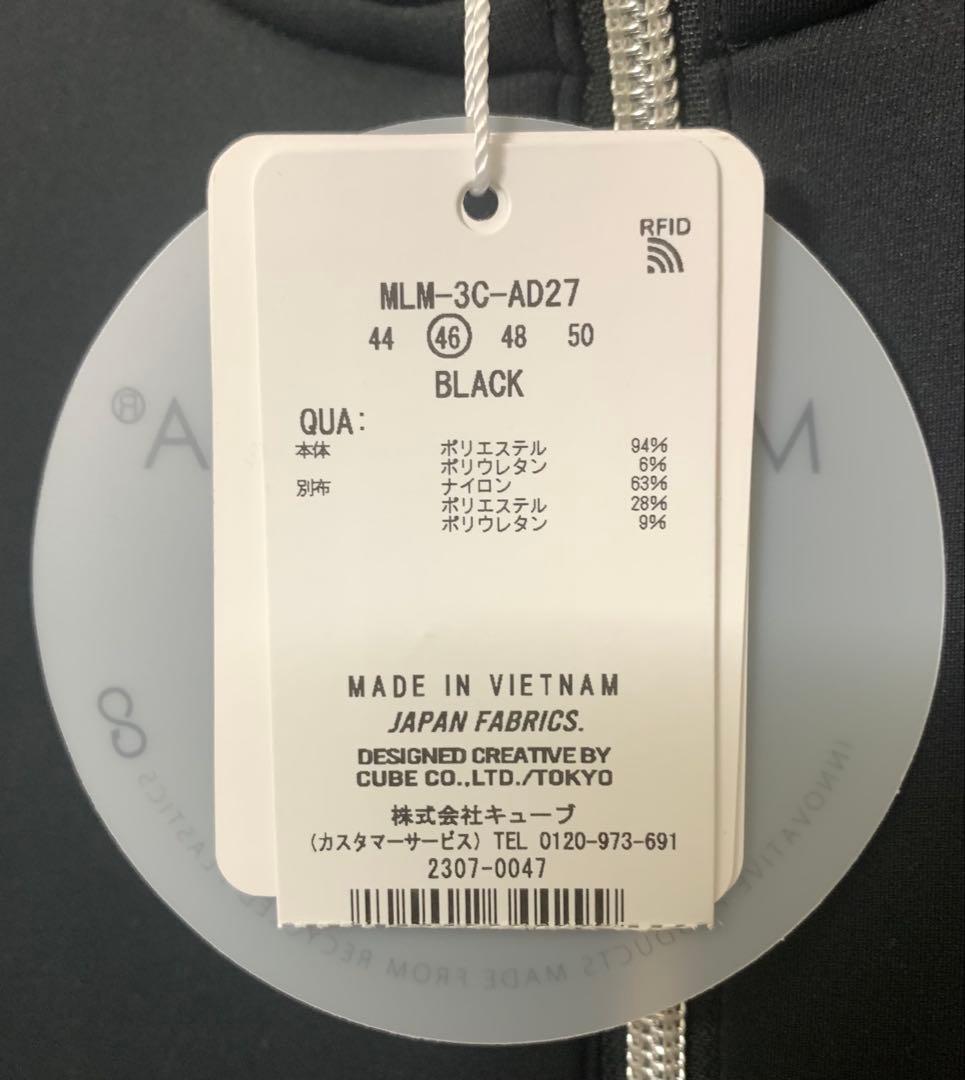 RFID
MLM-3C-AD27
44 46 48 50
BLACK
QUA:
本体 ポリエステル 94%
ポリウレタン 6%
別布 ナイロン 63%
ポリエステル 28%
ポリウレタン 9%
MADE IN VIETNAM
JAPAN FABRICS.
DESIGNED CREATIVE BY
CUBE CO.,LTD./TOKYO
株式会社キューブ
(カスタマーサービス) TEL 0120-973-691
2307-0047
INNOVATIVE
MADE FROM